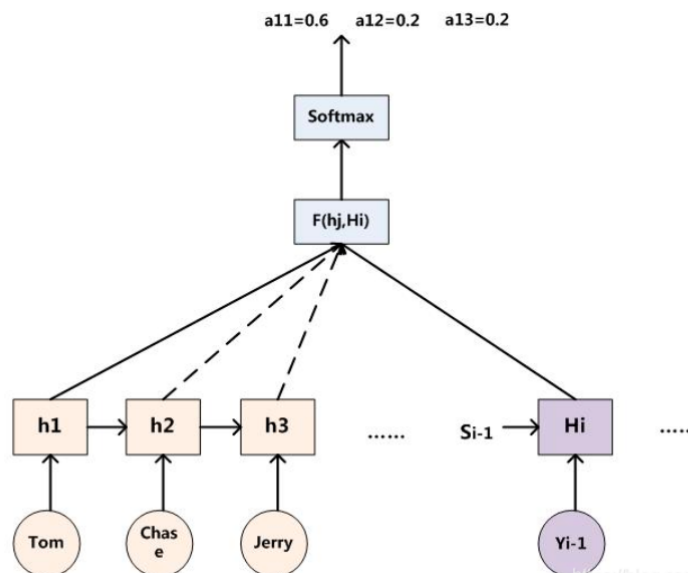 a11=0.6 a12=0.2 a13=0.2
Softmax
F(hj,Hi)
h1 h2 h3 ...... Si-1 Hi ......
Tom Chas
e Jerry Yi-1